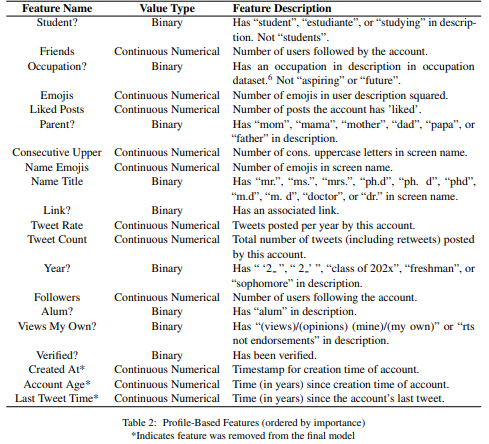 Feature Name Value Type Feature Description
Student? Binary Has “student”, “estudiante”, or “studying” in descrip-
tion. Not “students”.
Friends Continuous Numerical Number of users followed by the account.
Occupation? Binary Has an occupation in description in occupation
dataset.6 Not “aspiring” or “future”.
Emojis Continuous Numerical Number of emojis in user description squared.
Liked Posts Continuous Numerical Number of posts the account has 'liked'.
Parent? Binary Has “mom”, “mama”, “mother”, “dad”, “papa”, or
“father” in description.
Consecutive Upper Continuous Numerical Number of cons. uppercase letters in screen name.
Name Emojis Continuous Numerical Number of emojis in screen name.
Name Title Binary Has “mr.”, “ms.”, “mrs.”, “ph.d”, “ph. d”, “phd”,
“m.d”, “m. d”, “doctor”, or “dr.” in screen name.
Link? Binary Has an associated link.
Tweet Rate Continuous Numerical Tweets posted per year by this account.
Tweet Count Continuous Numerical Total number of tweets (including retweets) posted
by this account.
Year? Binary Has “ ‘2_ ”, “ 2_’ ”, “class of 202x”, “freshman”, or
“sophomore” in description.
Followers Continuous Numerical Number of users following the account.
Alum? Binary Has “alum” in description.
Views My Own? Binary Has “(views)/(opinions) (mine)/(my own)” or “rts
not endorsements” in description.
Verified? Binary Has been verified.
Created At* Continuous Numerical Timestamp for creation time of account.
Account Age* Continuous Numerical Time (in years) since creation time of account.
Last Tweet Time* Continuous Numerical Time (in years) since the account's last tweet.
Table 2: Profile-Based Features (ordered by importance)
*Indicates feature was removed from the final model